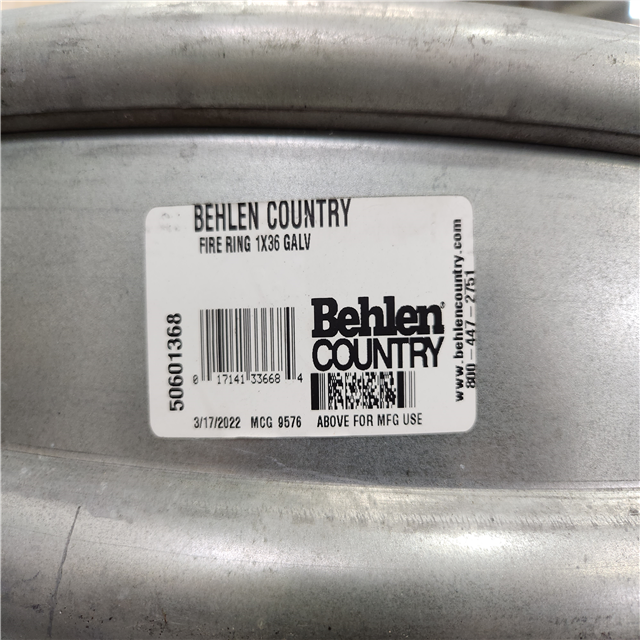 BEHLEN COUNTRY
FIRE RING 1X36 GALV
50601368
0 17141 33668 4
Behlen®
COUNTRY
www.behlencountry.com
800-447-2751
3/17/2022 MCG 9576 ABOVE FOR MFG USE